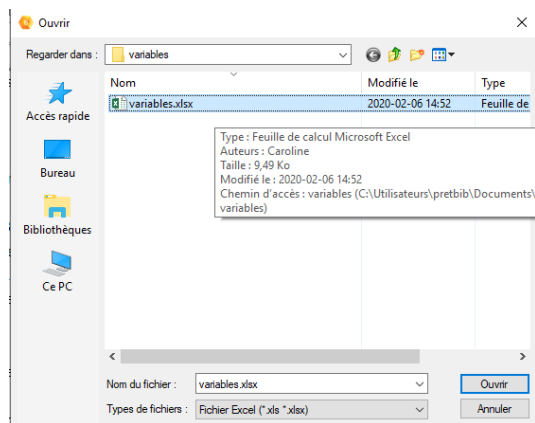 Ouvrir
Regarder dans : variables
Nom Modifié le Type
variables.xlsx 2020-02-06 14:52 Feuille de
Type : Feuille de calcul Microsoft Excel
Auteurs : Caroline
Taille : 9,49 Ko
Modifié le : 2020-02-06 14:52
Chemin d'accès : variables (C:\Utilisateurs\pretbib\Documents\
variables)
Accès rapide
Bureau
Bibliothèques
Ce PC
Nom du fichier : variables.xlsx Ouvrir
Types de fichiers : Fichier Excel (*.xls *.xlsx) Annuler